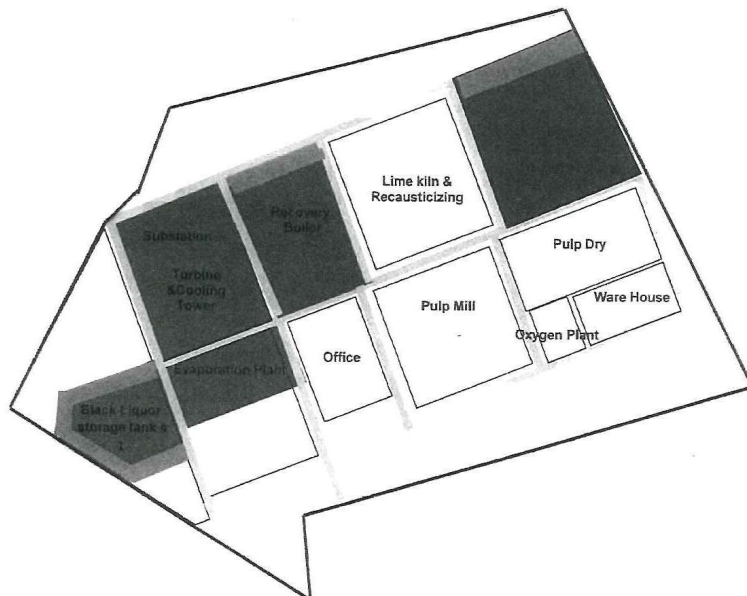 Lime kiln &
Recausticizing
Substation
Recovery
Boiler
Turbine
&Cooling
Tower
Pulp Dry
Ware House
Pulp Mill
Oxygen Plant
Office
Evaporation Plant
Black Liquor
storage tank s